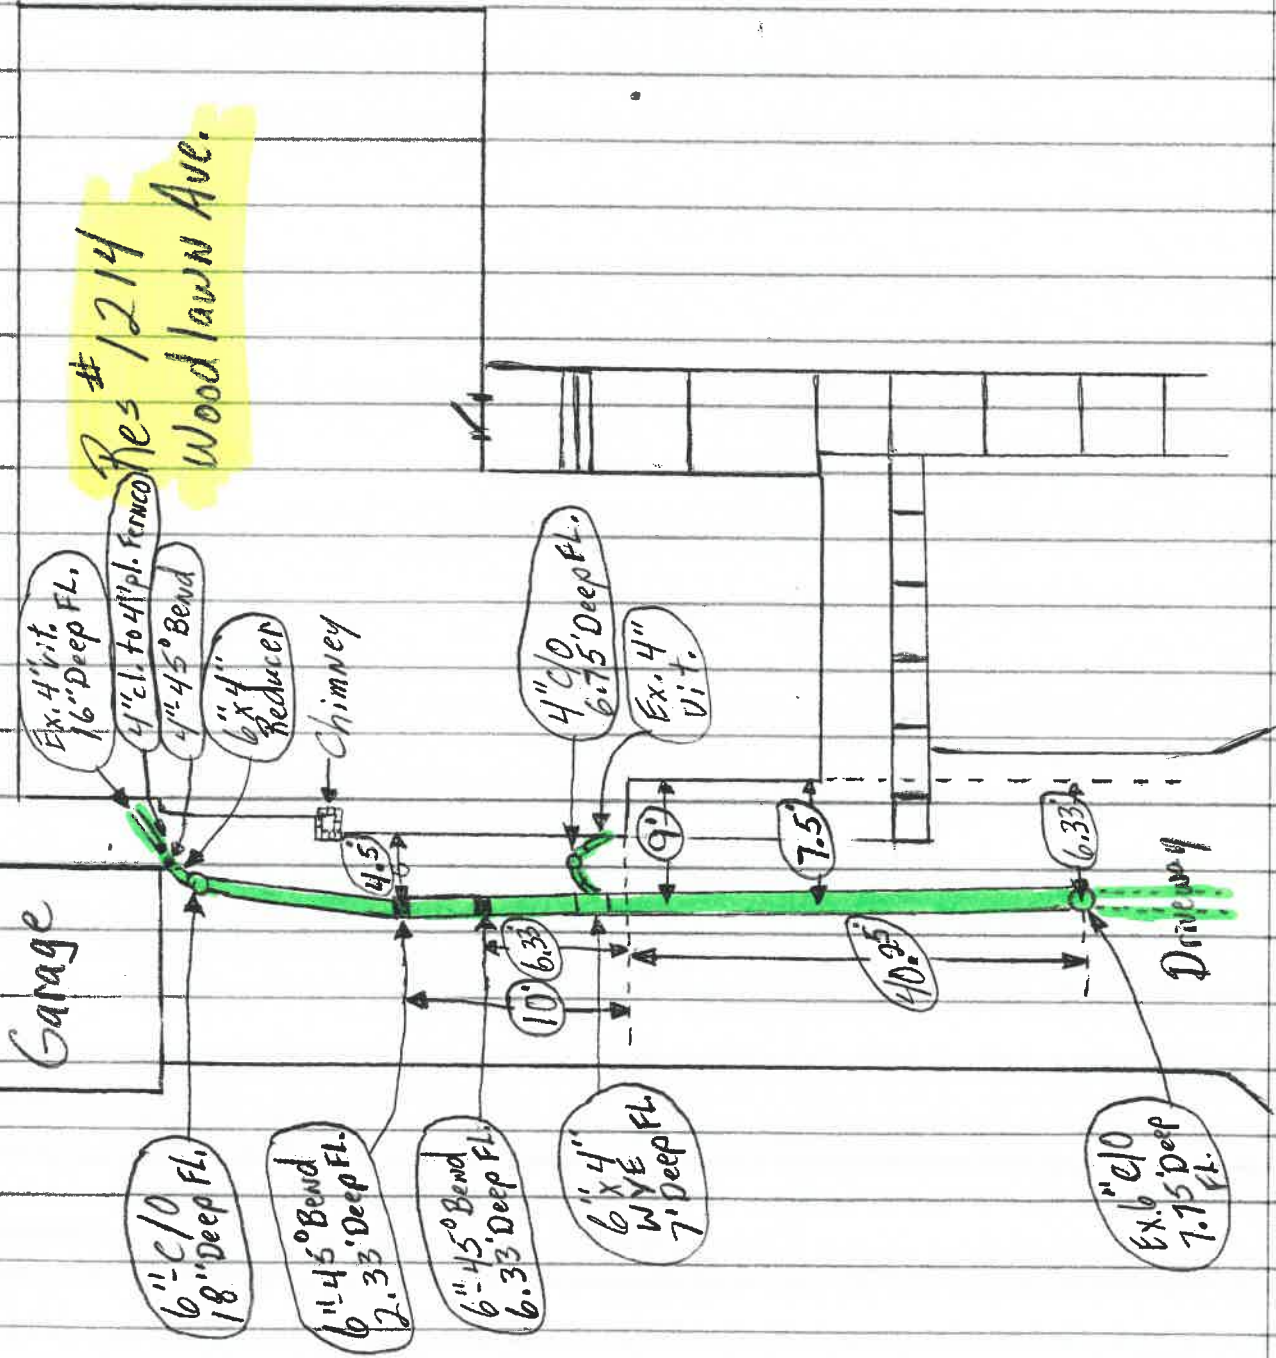 Res # 1214
Woodlawn Ave.
Ex. 4" vit.
16" Deep FL.
4" cl. to 4" pl. Fernco
4"-45° Bend
6" x 4"
Reducer
Chimney
4" C/O
6.75' Deep FL.
Ex. 4"
Vit.
Garage
4.5'
9'
7.5'
6.33'
6.33'
10'
40.25'
Driveway
6"-C/O
18" Deep FL.
6"-45° Bend
2.33' Deep FL.
6"-45° Bend
6.33' Deep FL.
6" x 4"
WYE
7' Deep FL.
Ex. 6" C/O
7.75' Deep
FL.